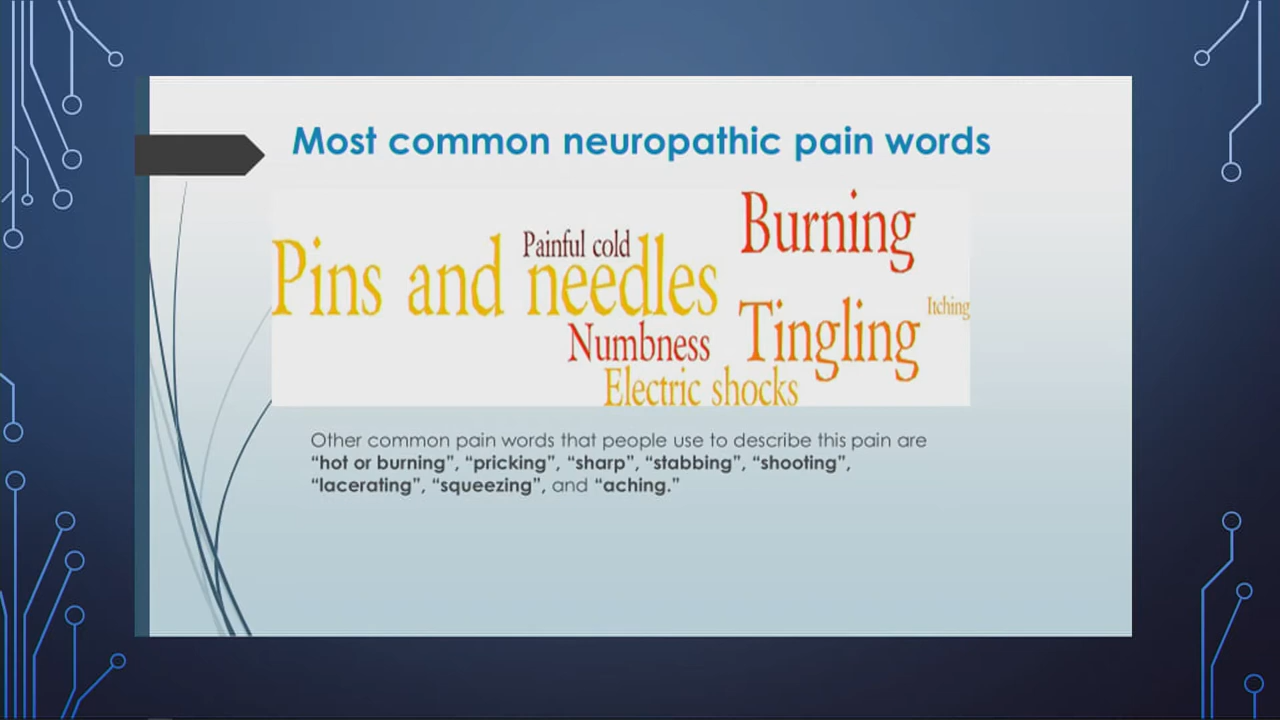 Most common neuropathic pain words
Burning
Painful cold
Pins and needles
Itching
Tingling
Numbness
Electric shocks
Other common pain words that people use to describe this pain are
“hot or burning”, “pricking”, “sharp”, “stabbing”, “shooting”,
“lacerating”, “squeezing”, and “aching.”